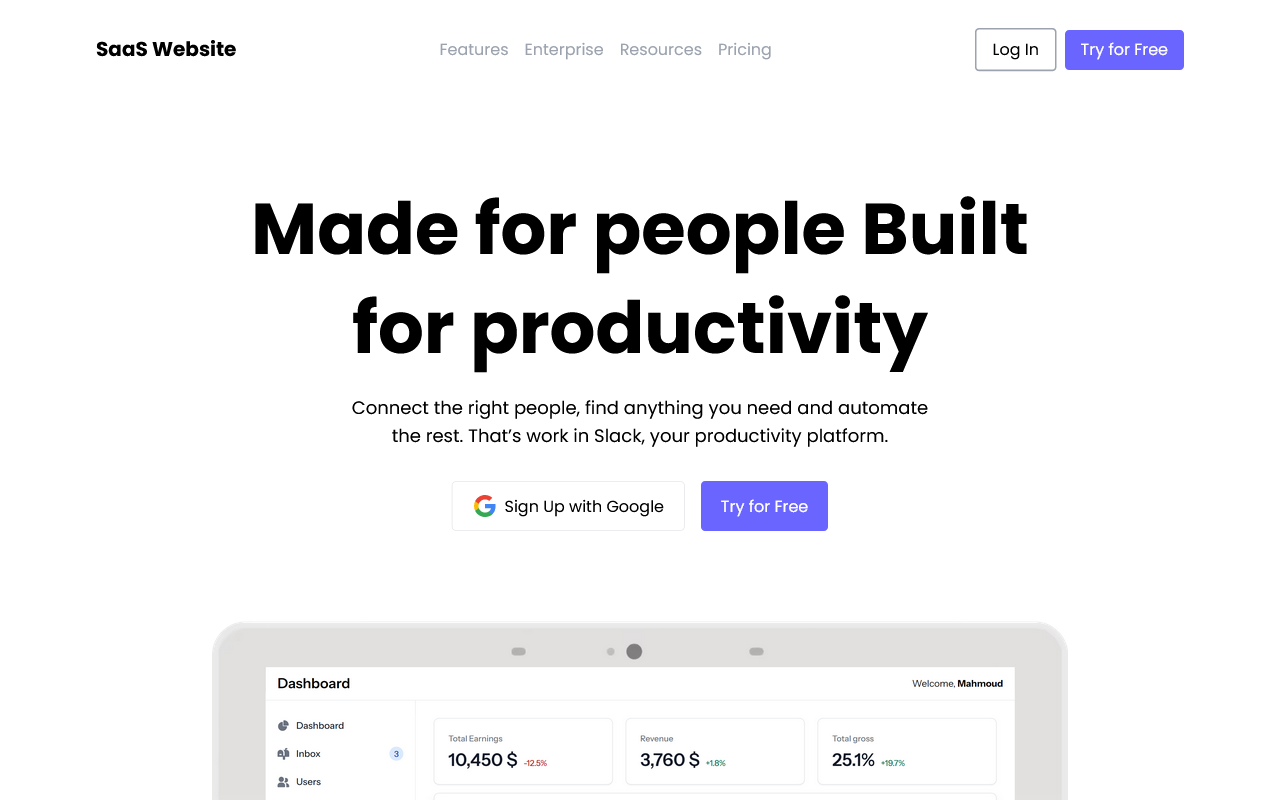 SaaS Website
Features Enterprise Resources Pricing
Log In
Try for Free
Made for people Built
for productivity
Connect the right people, find anything you need and automate
the rest. That’s work in Slack, your productivity platform.
Sign Up with Google
Try for Free
Dashboard
Welcome, Mahmoud
Dashboard
Inbox 3
Users
Total Earnings
10,450 $ -12.5%
Revenue
3,760 $ +1.8%
Total gross
25.1% +19.7%